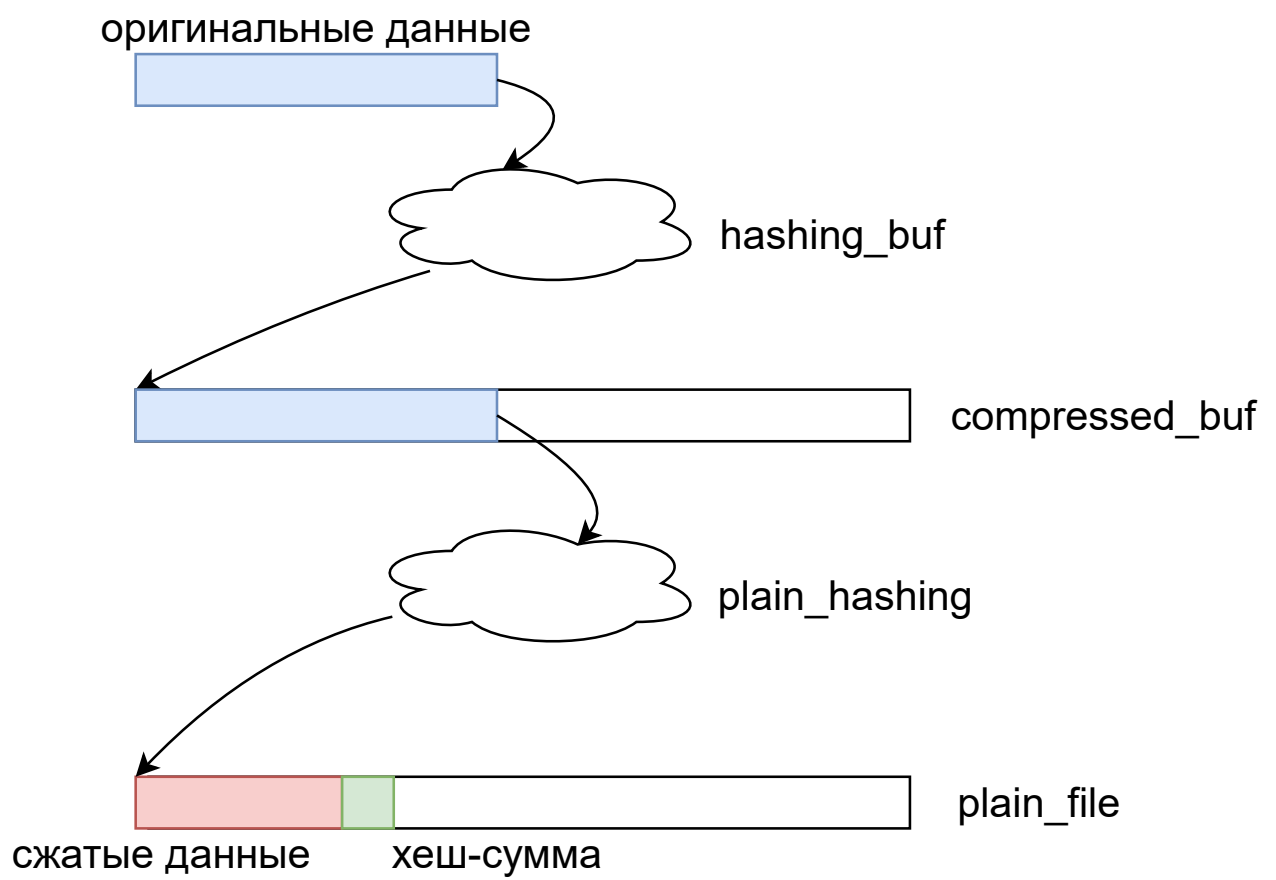 оригинальные данные
hashing_buf
compressed_buf
plain_hashing
plain_file
сжатые данные
хеш-сумма